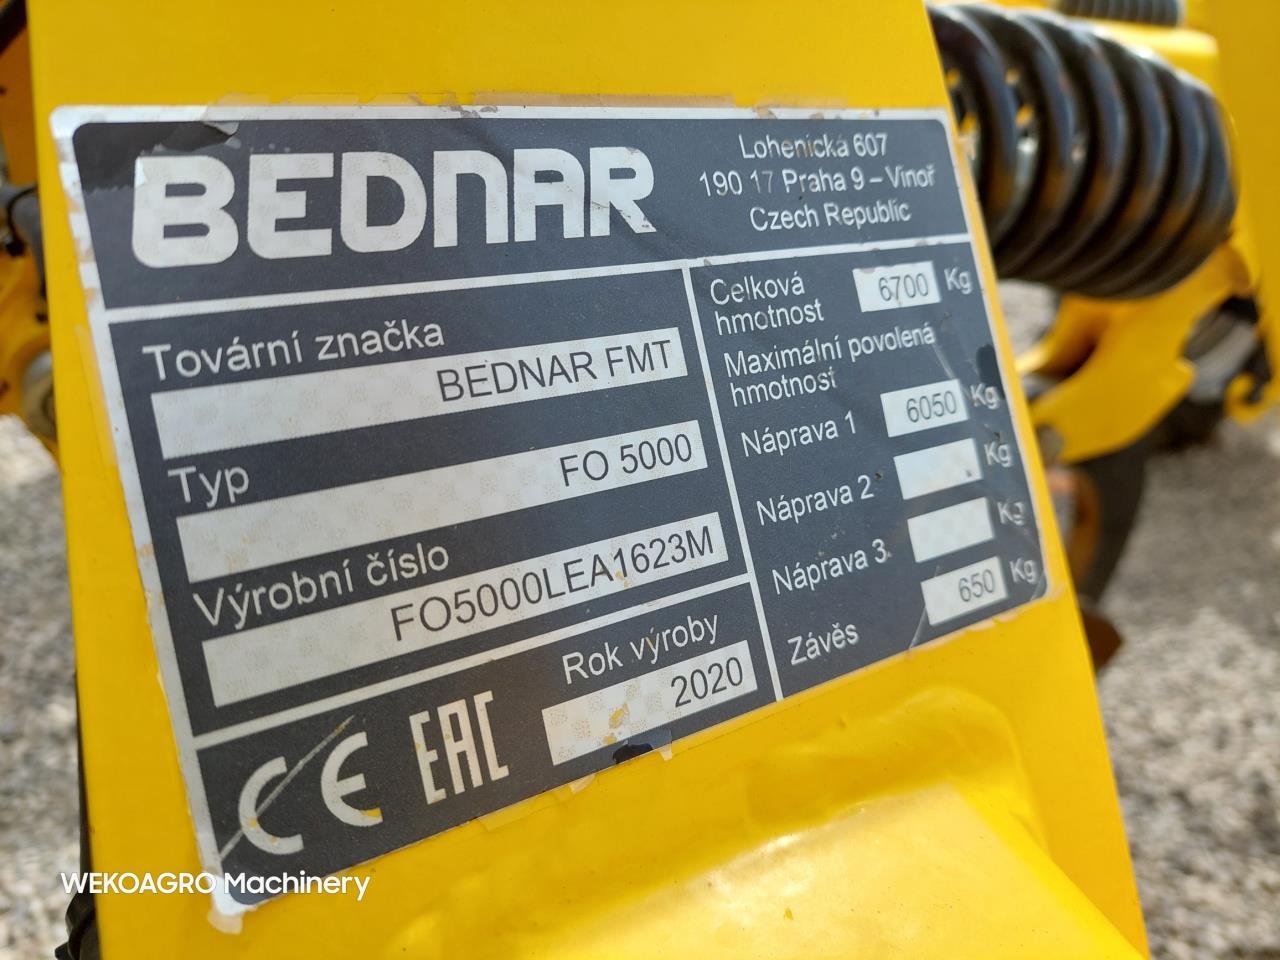 BEDNAR
Lohenická 607
190 17 Praha 9 – Vinoř
Czech Republic
Tovární značka
BEDNAR FMT
Typ
FO 5000
Výrobní číslo
FO5000LEA1623M
Rok výroby
2020
CE EAC
Celková
hmotnost 6700 Kg
Maximální povolená
hmotnost
Náprava 1 6050 Kg
Náprava 2 Kg
Náprava 3 Kg
Závěs 650 Kg
WEKOAGRO Machinery